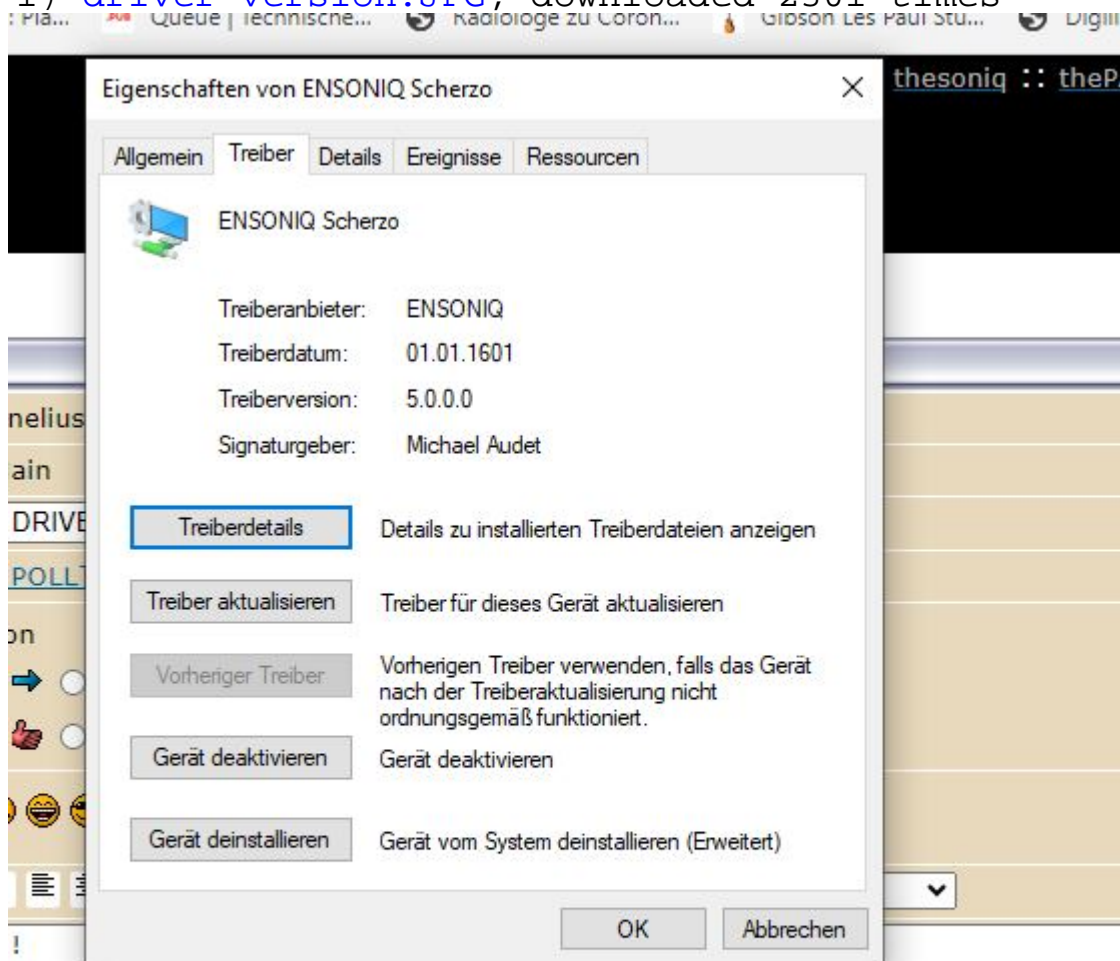 driver version.JPG, downloaded 2501 times
Queue | Technische... Radiologe zu Coron... Gibson Les Paul Stu...
Eigenschaften von ENSONIQ Scherzo
thesoniq ::
Allgemein Treiber Details Ereignisse Ressourcen
ENSONIQ Scherzo
Treiberanbieter: ENSONIQ
Treiberdatum: 01.01.1601
Treiberversion: 5.0.0.0
Signaturgeber: Michael Audet
nelius
ain
DRIVE
POLL
on
Treiberdetails Details zu installierten Treiberdateien anzeigen
Treiber aktualisieren Treiber für dieses Gerät aktualisieren
Vorheriger Treiber Vorherigen Treiber verwenden, falls das Gerät
nach der Treiberaktualisierung nicht
ordnungsgemäß funktioniert.
Gerät deaktivieren Gerät deaktivieren
Gerät deinstallieren Gerät vom System deinstallieren (Erweitert)
OK Abbrechen
!